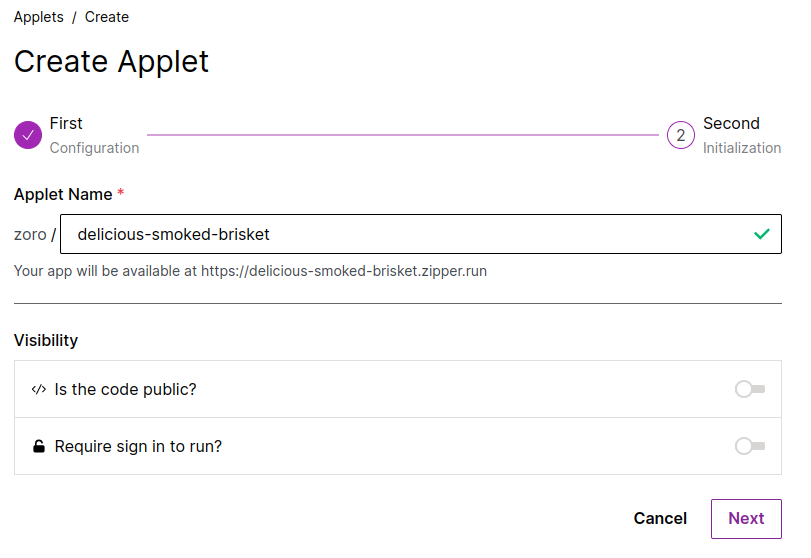 Applets / Create
Create Applet
First
Configuration
2
Second
Initialization
Applet Name *
zoro / delicious-smoked-brisket
Your app will be available at https://delicious-smoked-brisket.zipper.run
Visibility
</> Is the code public?
Require sign in to run?
Cancel
Next